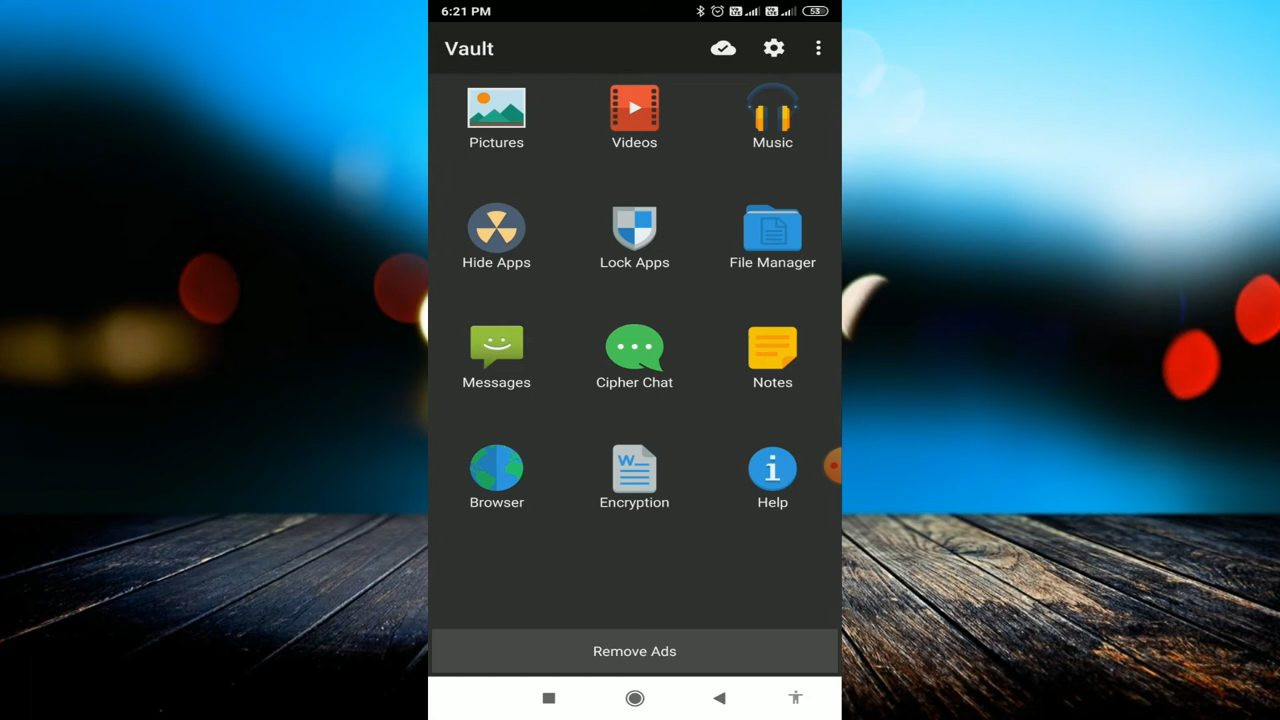 6:21 PM
53
Vault
Pictures
Videos
Music
Hide Apps
Lock Apps
File Manager
Messages
Cipher Chat
Notes
W
Browser
Encryption
Help
Remove Ads